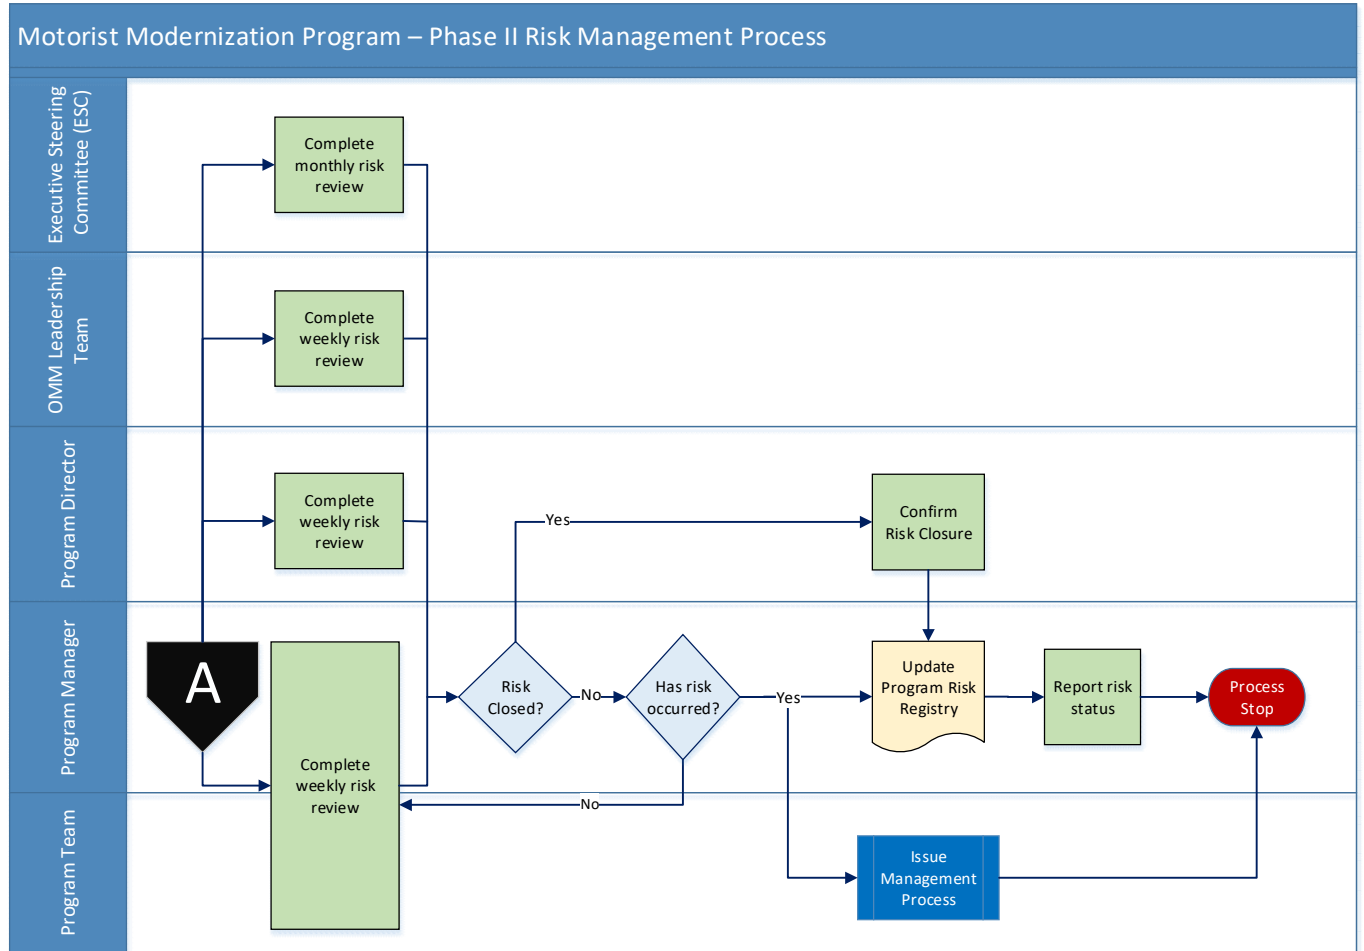 Motorist Modernization Program – Phase II Risk Management Process
Executive Steering
Committee (ESC)
Complete
monthly risk
review
OMM Leadership
Team
Complete
weekly risk
review
Program Director
Complete
weekly risk
review
Yes
Confirm
Risk Closure
Program Manager
A
Complete
weekly risk
review
Risk
Closed?
No
Has risk
occurred?
Yes
Update
Program Risk
Registry
Report risk
status
Process
Stop
No
Program Team
Issue
Management
Process